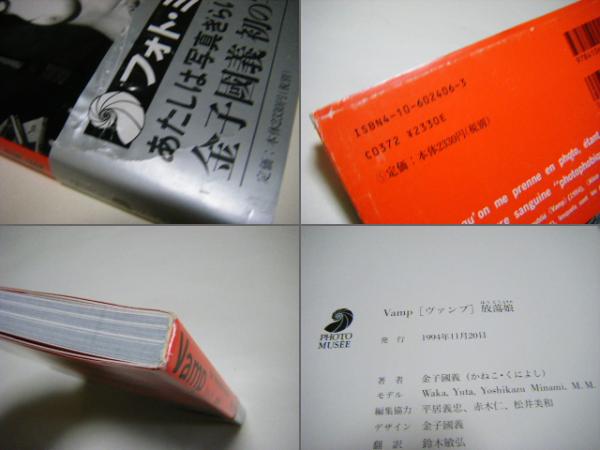 フォト・ミ
あたしは写真ぎらい
金子國義 初の
定価・本体2330円(税別)
ISBN4-10-602406-3
C0372 ¥2330E
定価:本体2330円(税別)
qu'on me prenne en photo, étant
re sanguine "photophobi
Vamp
PHOTO
MUSÉE
Vamp [ヴァンプ] 放蕩娘
発行 1994年11月20日
著者 金子國義(かねこ・くによし)
モデル Waka, Yuta, Yoshikazu Minami, M. M.
編集協力 平居義忠、赤木仁、松井美和
デザイン 金子國義
翻訳 鈴木敏弘